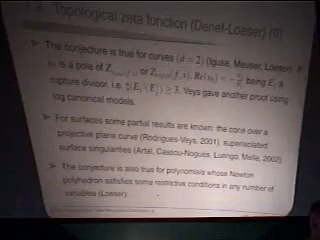 1.2. Topological zeta function (Denef-Loeser) (II)
The conjecture is true for curves (d = 2) (Igusa, Meuser, Loeser). If
s₀ is a pole of Z or Z (f, s), Re(s₀) = being E a
rupture divisor, i.e. ♯(E / E ) ≥ 3. Veys gave another proof using
log canonical models.
For surfaces some partial results are known: the cone over a
projective plane curve (Rodrigues-Veys, 2001), superisolated
surface singularities (Artal, Cassou-Noguès, Luengo, Melle, 2002)
The conjecture is also true for polynomials whose Newton
polyhedron satisfies some restrictive conditions in any number of
variables (Loeser).